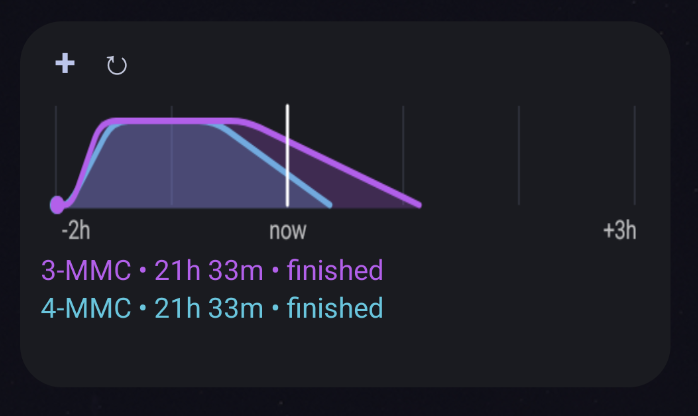 -2h now +3h
3-MMC • 21h 33m • finished
4-MMC • 21h 33m • finished